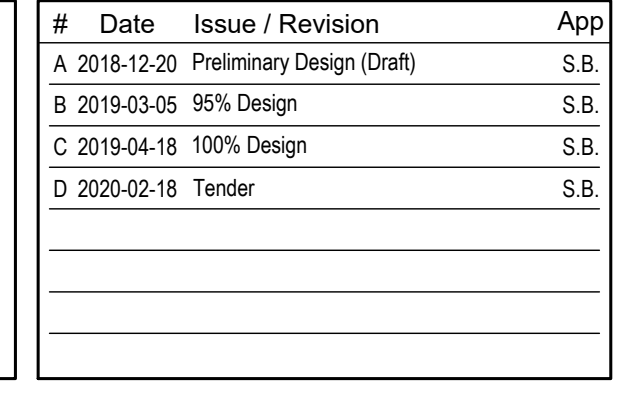 # Date Issue / Revision App
A 2018-12-20 Preliminary Design (Draft) S.B.
B 2019-03-05 95% Design S.B.
C 2019-04-18 100% Design S.B.
D 2020-02-18 Tender S.B.